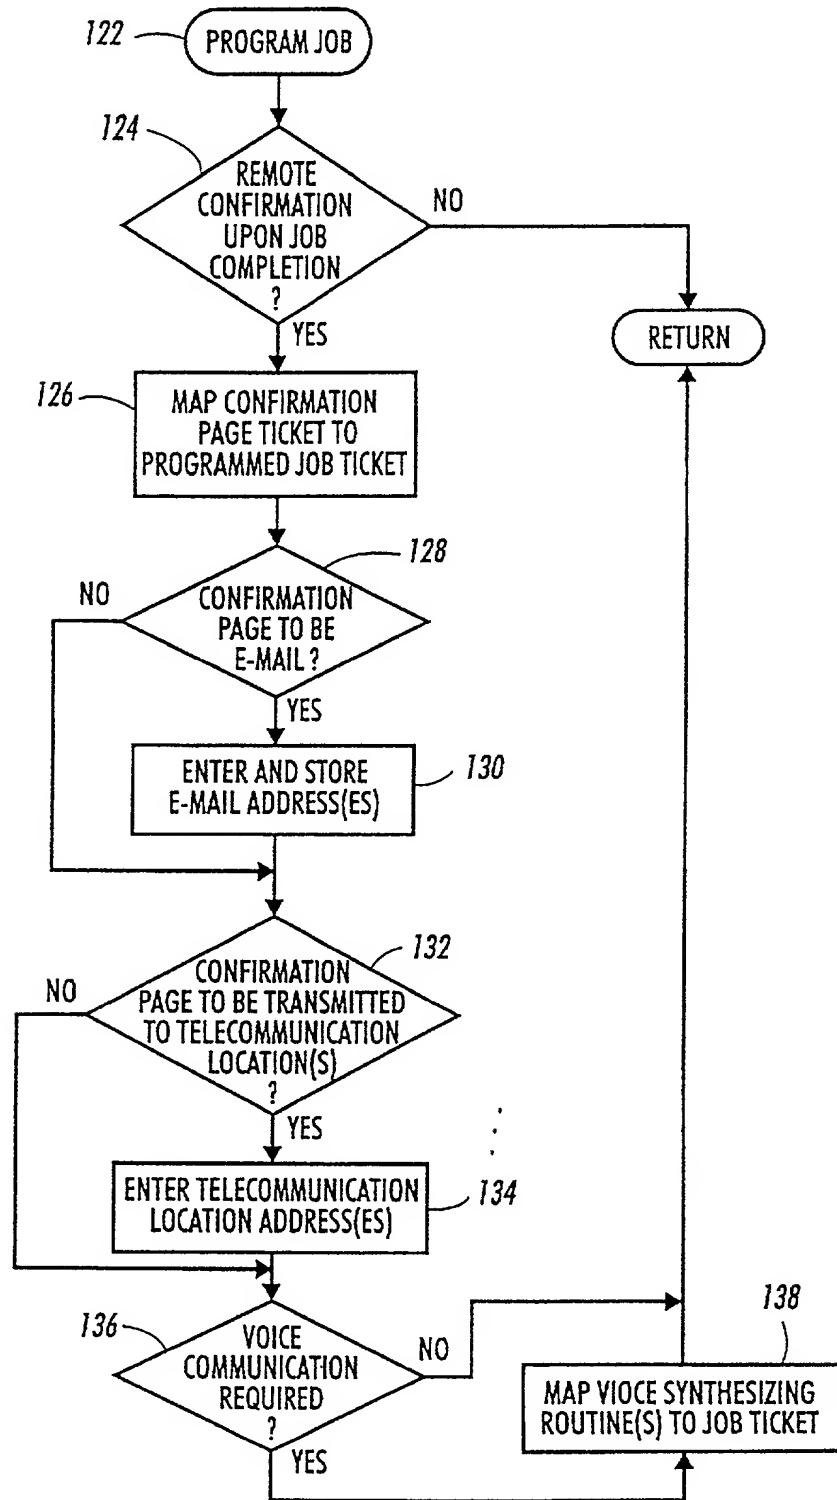 122
PROGRAM JOB
124
REMOTE
CONFIRMATION
UPON JOB
COMPLETION
?
NO
YES
RETURN
126
MAP CONFIRMATION
PAGE TICKET TO
PROGRAMMED JOB TICKET
128
NO
CONFIRMATION
PAGE TO BE
E-MAIL ?
YES
ENTER AND STORE
E-MAIL ADDRESS(ES)
130
132
NO
CONFIRMATION
PAGE TO BE TRANSMITTED
TO TELECOMMUNICATION
LOCATION(S)
?
YES
ENTER TELECOMMUNICATION
LOCATION ADDRESS(ES)
134
136
VOICE
COMMUNICATION
REQUIRED
?
NO
YES
138
MAP VIOCE SYNTHESIZING
ROUTINE(S) TO JOB TICKET